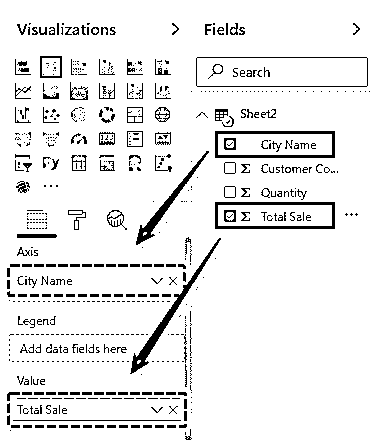 Visualizations
Fields
Search
Sheet2
City Name
Customer Co...
Quantity
Total Sale
Axis
City Name
Legend
Add data fields here
Value
Total Sale